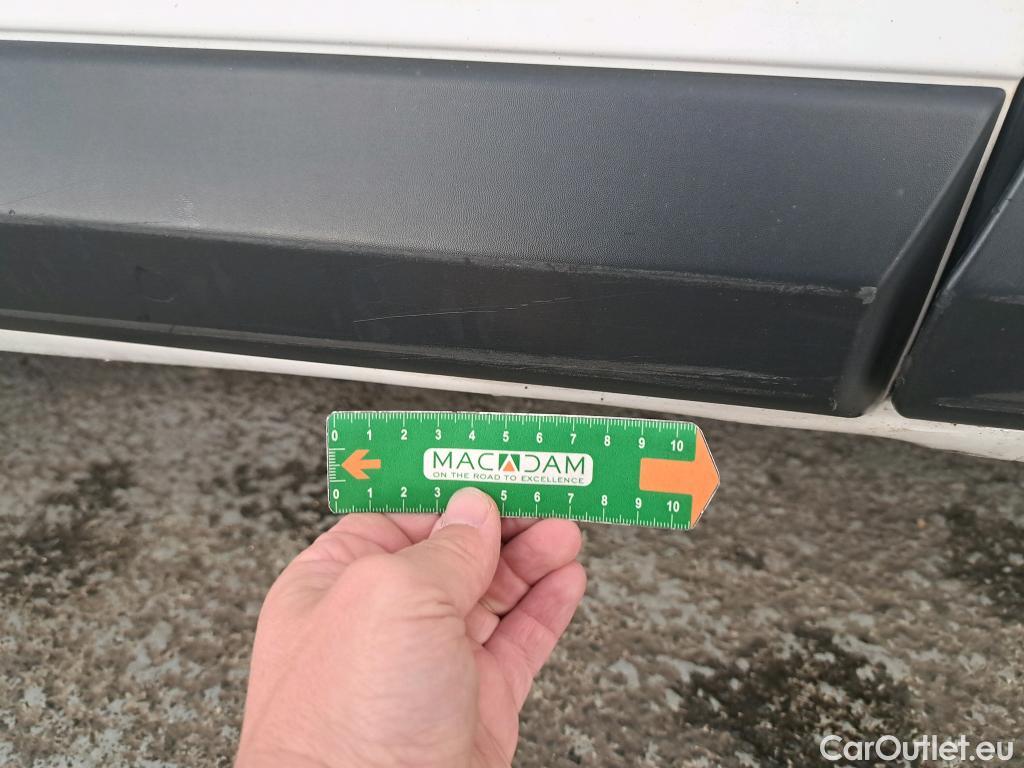 0 1 2 3 4 5 6 7 8 9 10
MACADAM
ON THE ROAD TO EXCELLENCE
0 1 2 3 5 6 7 8 9 10
CarOutlet.eu